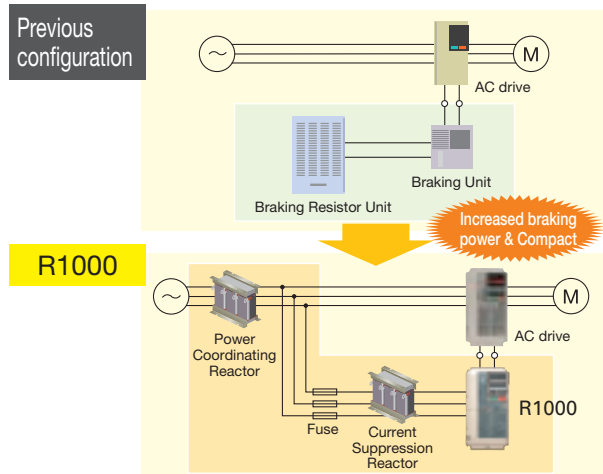 Previous
configuration
M
AC drive
Braking Unit
Braking Resistor Unit
Increased braking
power & Compact
R1000
M
Power
Coordinating
Reactor
AC drive
R1000
Fuse
Current
Suppression
Reactor